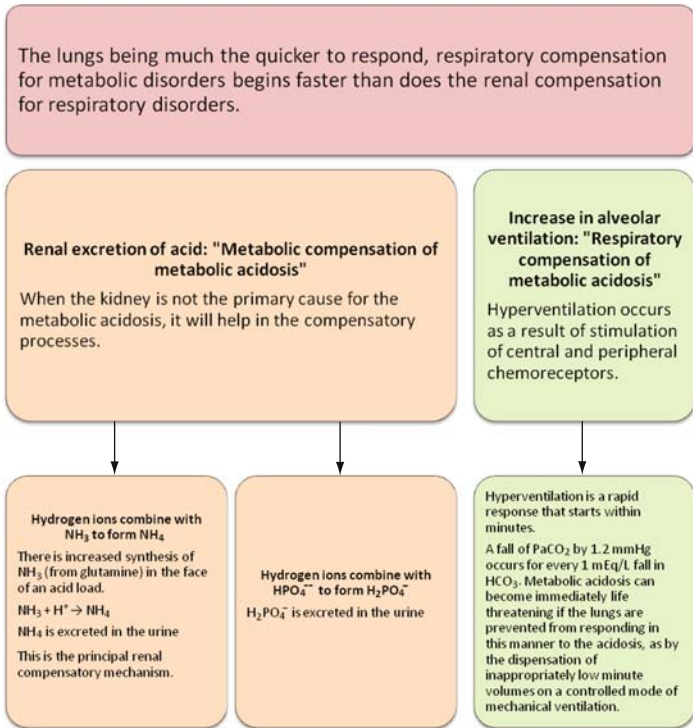 The lungs being much the quicker to respond, respiratory compensation
for metabolic disorders begins faster than does the renal compensation
for respiratory disorders.
Renal excretion of acid: "Metabolic compensation of
metabolic acidosis"
When the kidney is not the primary cause for the
metabolic acidosis, it will help in the compensatory
processes.
Increase in alveolar
ventilation: "Respiratory
compensation of
metabolic acidosis"
Hyperventilation occurs
as a result of stimulation
of central and peripheral
chemoreceptors.
Hydrogen ions combine with
NH₃ to form NH₄
There is increased synthesis of
NH₃ (from glutamine) in the face
of an acid load.
NH₃ + H⁺ → NH₄
NH₄ is excreted in the urine
This is the principal renal
compensatory mechanism.
Hydrogen ions combine with
HPO₄⁻⁻ to form H₂PO₄⁻
H₂PO₄⁻ is excreted in the urine
Hyperventilation is a rapid
response that starts within
minutes.
A fall of PaCO₂ by 1.2 mmHg
occurs for every 1 mEq/L fall in
HCO₃. Metabolic acidosis can
become immediately life
threatening if the lungs are
prevented from responding in
this manner to the acidosis, as by
the dispensation of
inappropriately low minute
volumes on a controlled mode of
mechanical ventilation.